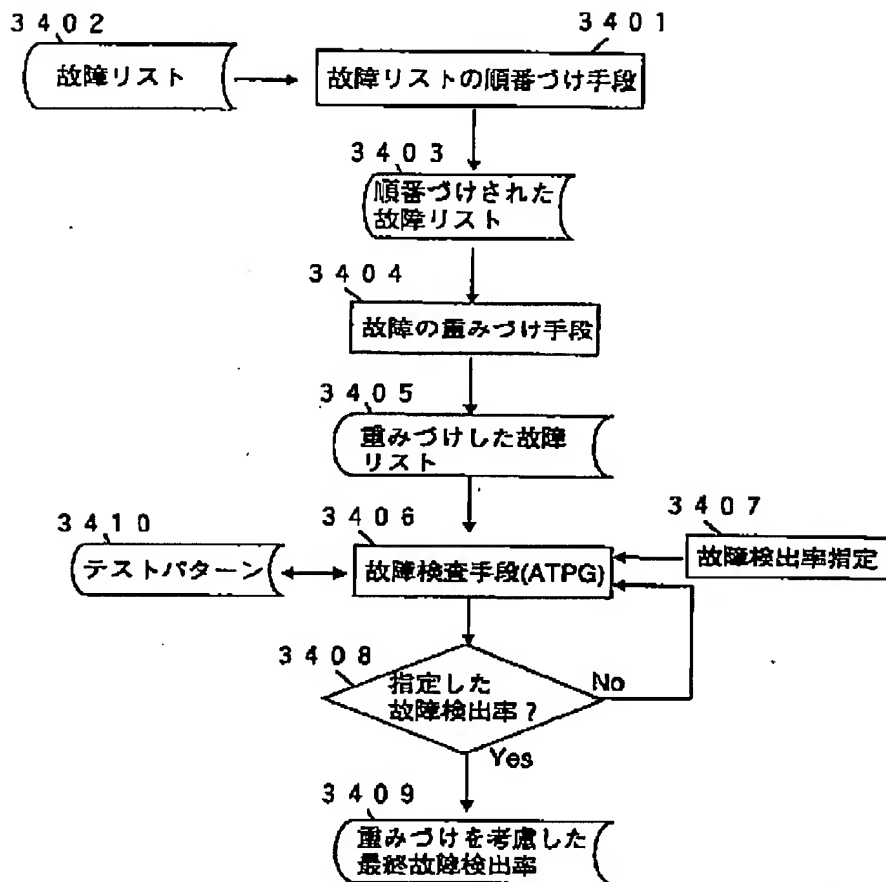 3402
故障リスト
3401
故障リストの順番づけ手段
3403
順番づけされた
故障リスト
3404
故障の重みづけ手段
3405
重みづけした故障
リスト
3410
テストパターン
3406
故障検査手段(ATPG)
3407
故障検出率指定
3408
指定した
故障検出率?
No
Yes
3409
重みづけを考慮した
最終故障検出率